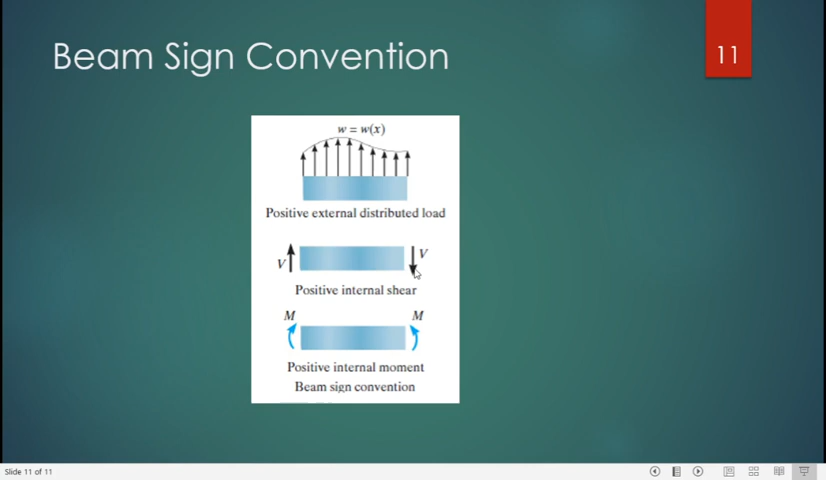 Beam Sign Convention
11
w = w(x)
Positive external distributed load
V
V
Positive internal shear
M
M
Positive internal moment
Beam sign convention
Slide 11 of 11